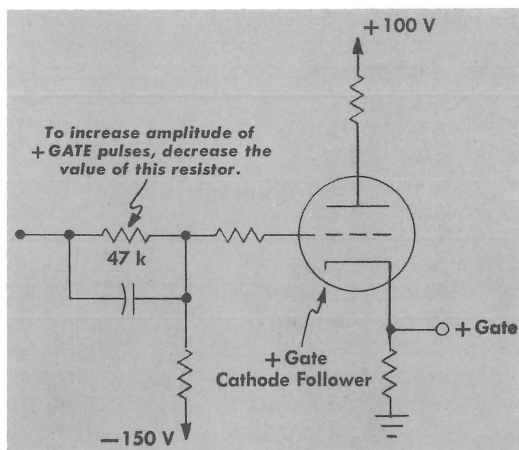 +100 V
To increase amplitude of
+GATE pulses, decrease the
value of this resistor.
47 k
+ Gate
+ Gate
Cathode Follower
—150 V